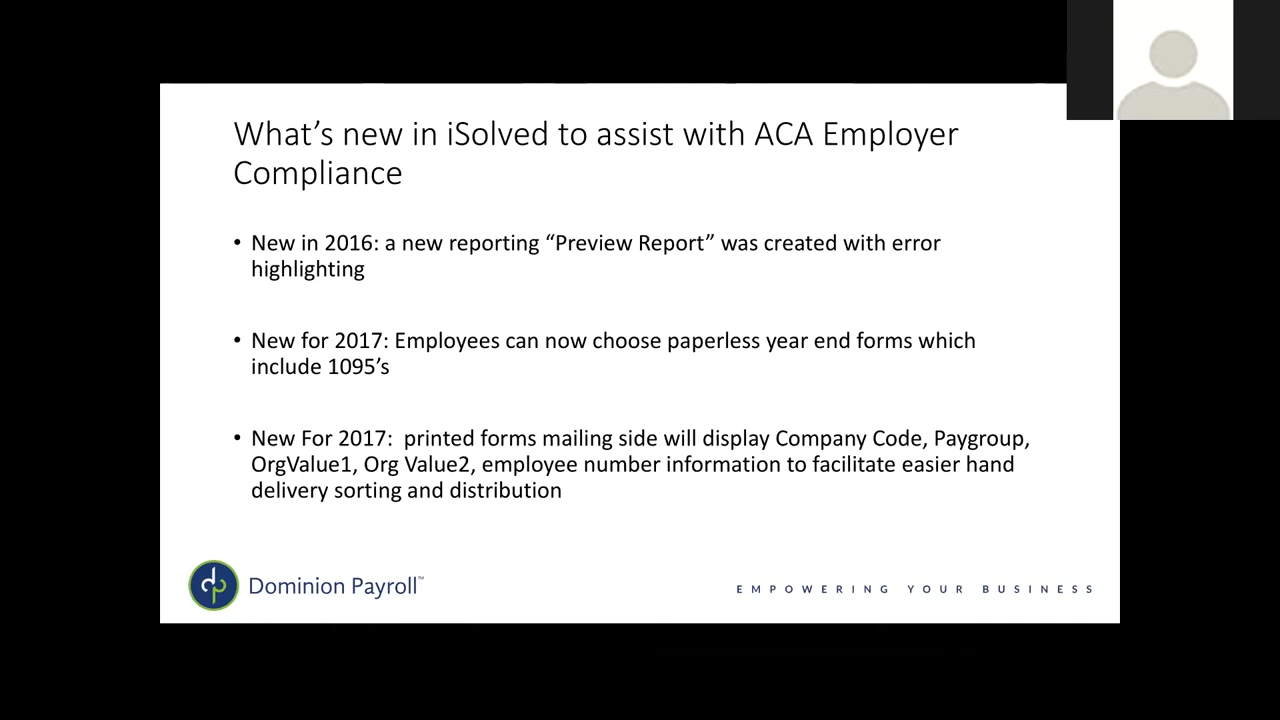 What’s new in iSolved to assist with ACA Employer
Compliance
• New in 2016: a new reporting “Preview Report” was created with error
highlighting
• New for 2017: Employees can now choose paperless year end forms which
include 1095’s
• New For 2017:  printed forms mailing side will display Company Code, Paygroup,
OrgValue1, Org Value2, employee number information to facilitate easier hand
delivery sorting and distribution
dp Dominion Payroll™
EMPOWERING YOUR BUSINESS